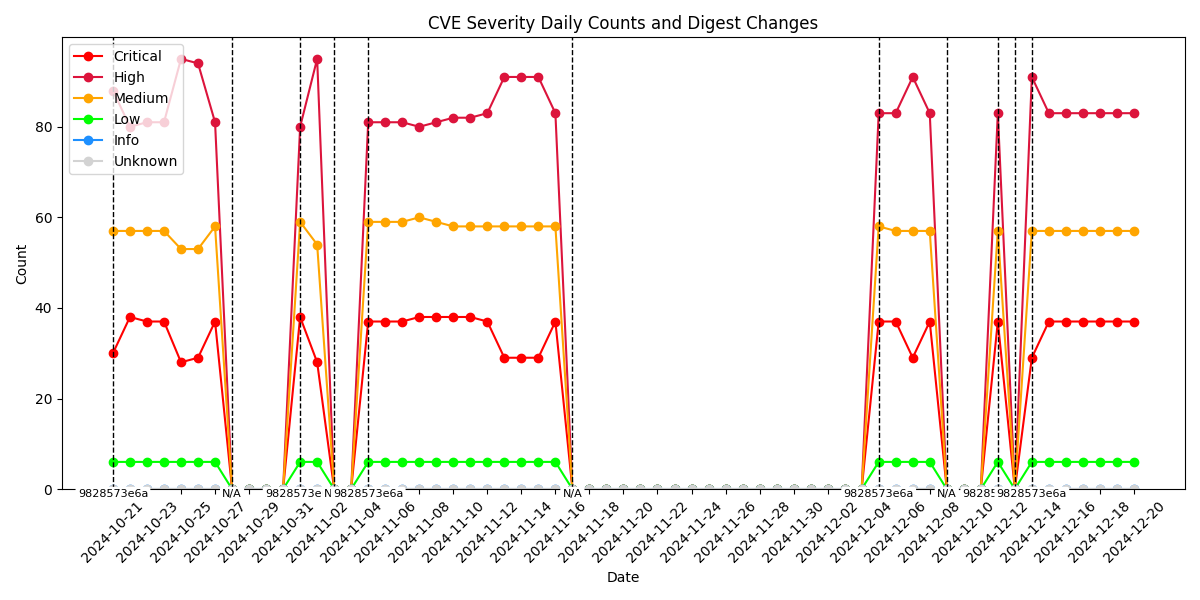 CVE Severity Daily Counts and Digest Changes
Critical
High
Medium
Low
Info
Unknown
Count
80
60
40
20
0
9828573e6a
N/A
9828573e
N
9828573e6a
N/A
9828573e6a
N/A
9828
9828573e6a
2024-10-21
2024-10-23
2024-10-25
2024-10-27
2024-10-29
2024-10-31
2024-11-02
2024-11-04
2024-11-06
2024-11-08
2024-11-10
2024-11-12
2024-11-14
2024-11-16
2024-11-18
2024-11-20
2024-11-22
2024-11-24
2024-11-26
2024-11-28
2024-11-30
2024-12-02
2024-12-04
2024-12-06
2024-12-08
2024-12-10
2024-12-12
2024-12-14
2024-12-16
2024-12-18
2024-12-20
Date